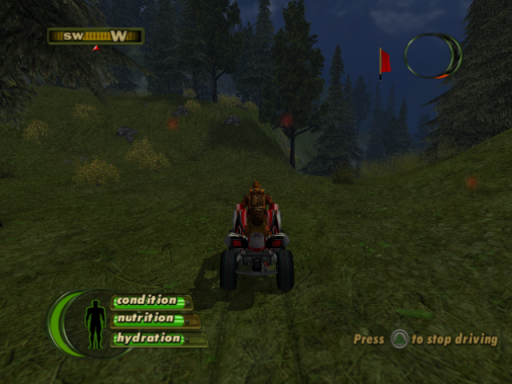 SW W
condition
nutrition
hydration
Press to stop driving